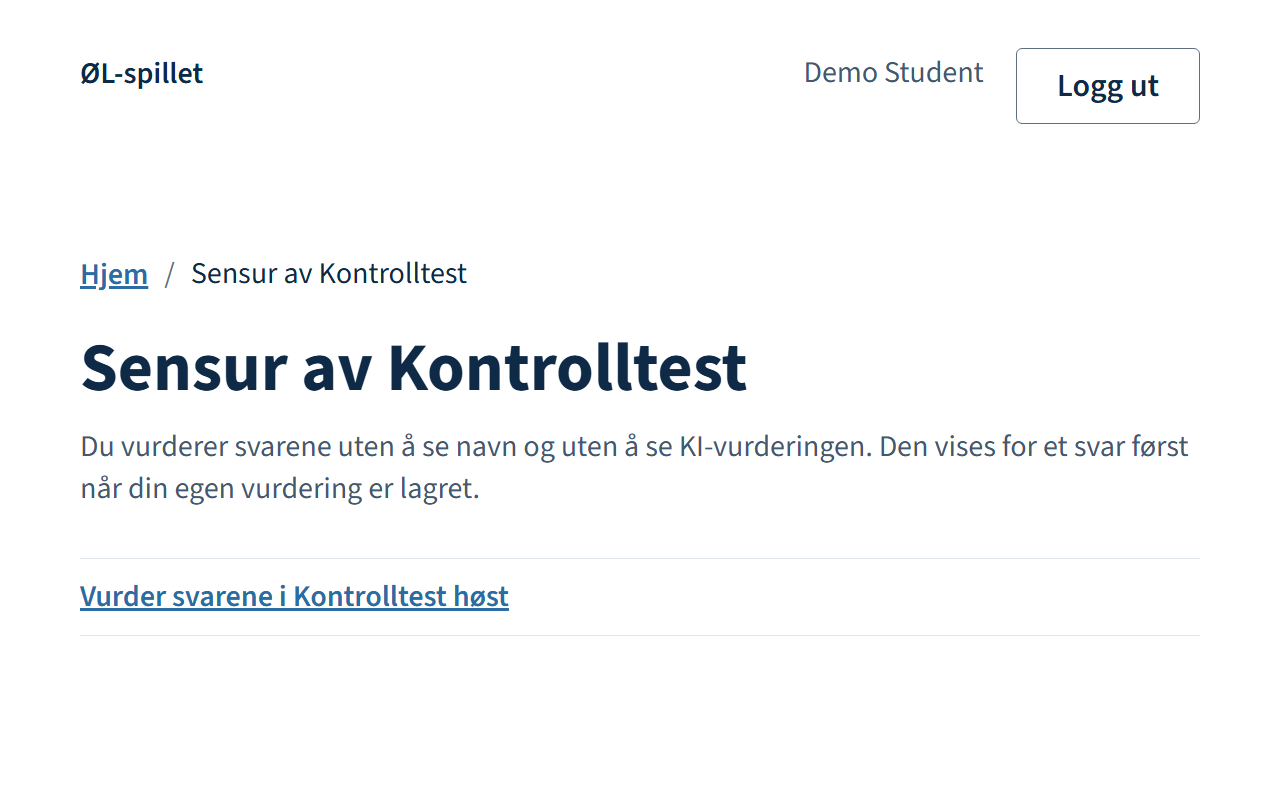 ØL-spillet
Demo Student
Logg ut
Hjem / Sensur av Kontrolltest
Sensur av Kontrolltest
Du vurderer svarene uten å se navn og uten å se KI-vurderingen. Den vises for et svar først
når din egen vurdering er lagret.
Vurder svarene i Kontrolltest høst